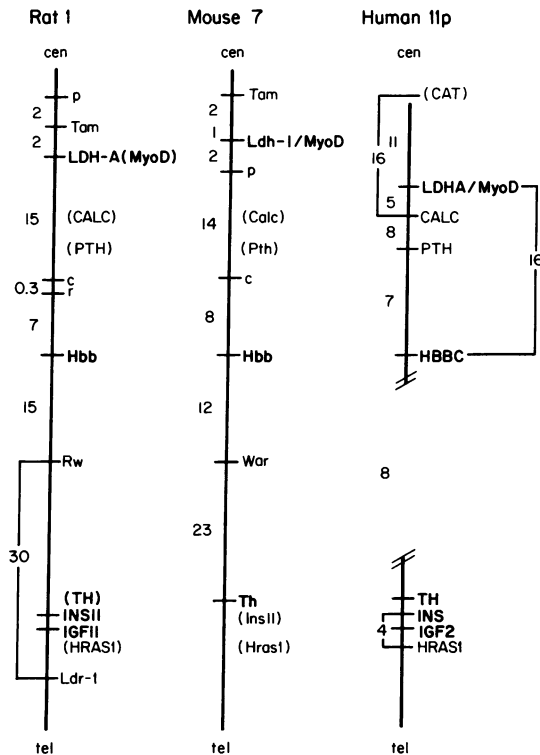 Rat 1
cen
p
2
Tam
2
LDH-A(MyoD)
15
(CALC)
(PTH)
c
0.3
r
7
Hbb
15
Rw
30
(TH)
INSII
IGFII
(HRAS1)
Ldr-1
tel
Mouse 7
cen
Tam
2
1
Ldh-1/MyoD
2
p
14
(Calc)
(Pth)
c
8
Hbb
12
War
23
Th
(InsII)
(Hras1)
tel
Human 11p
cen
(CAT)
11
16
LDHA/MyoD
5
CALC
8
PTH
16
7
HBBC
8
TH
INS
4
IGF2
HRAS1
tel